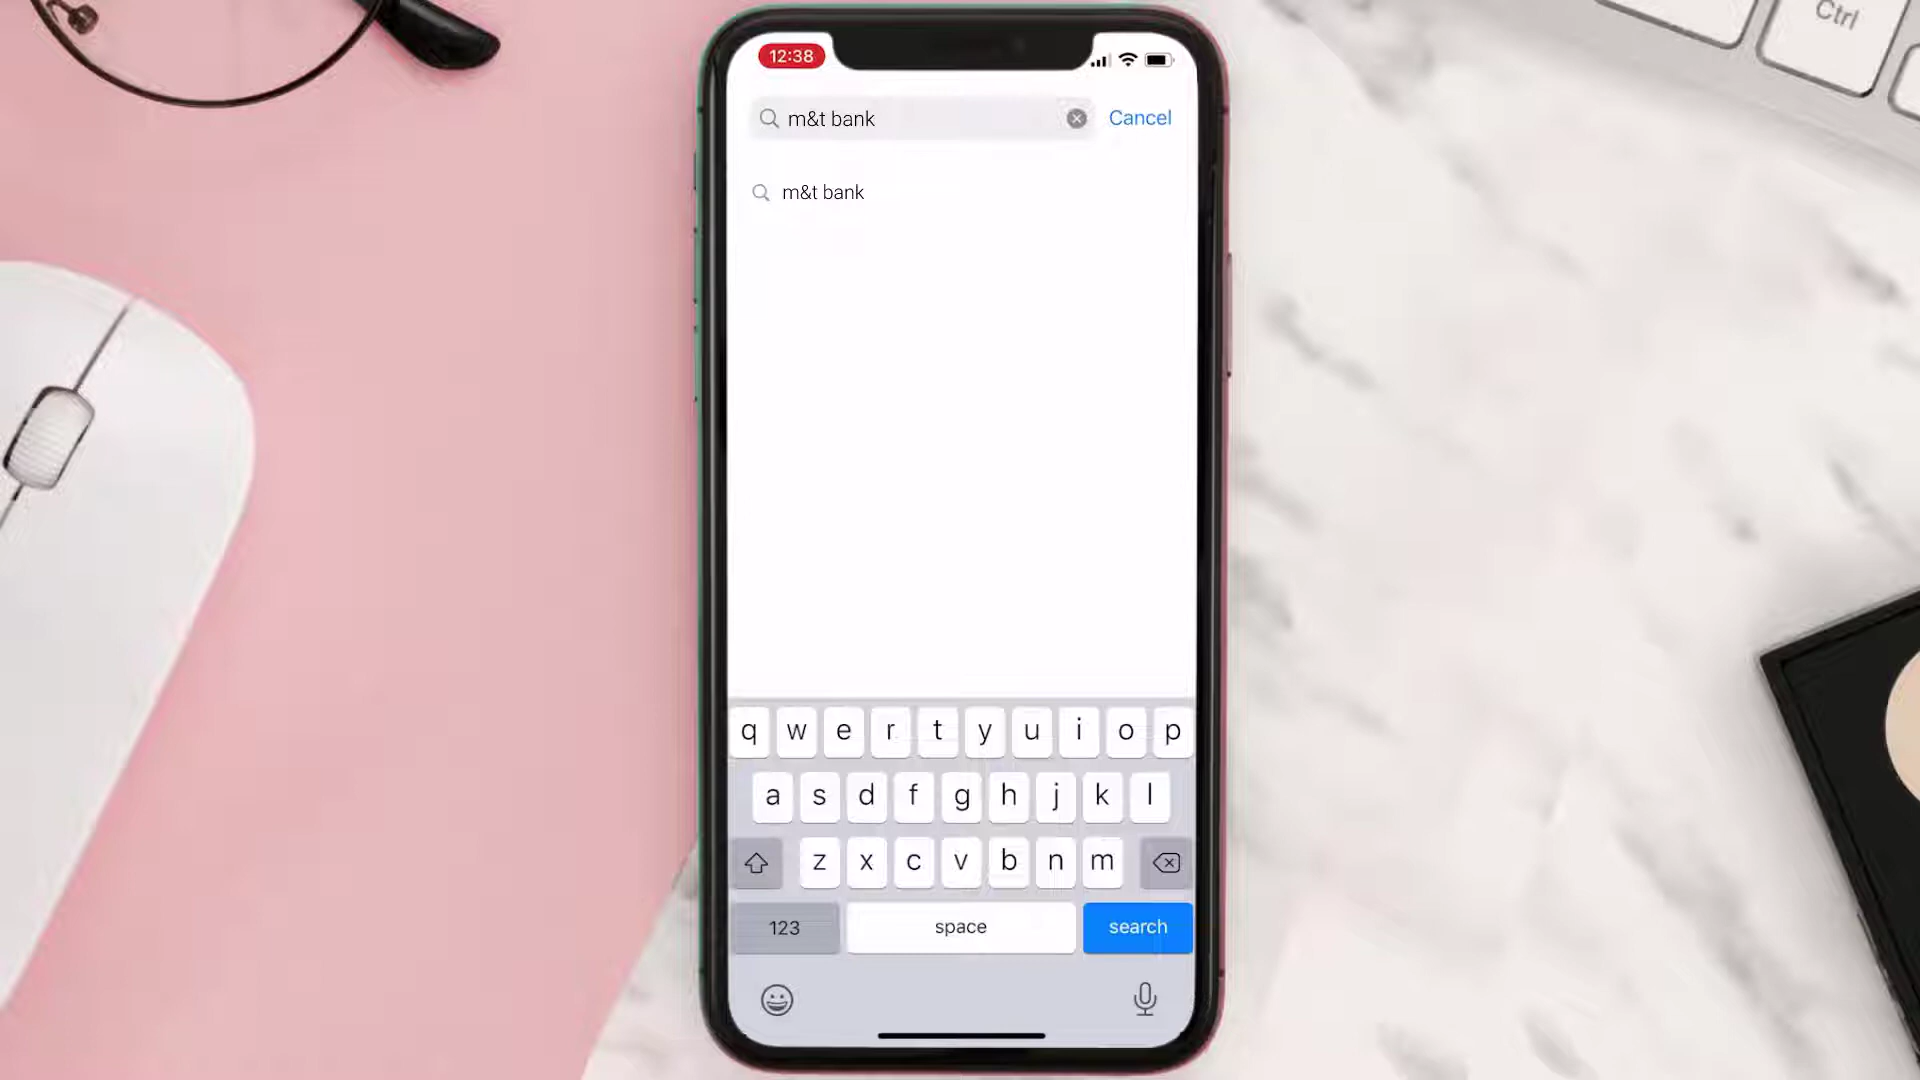 Ctrl
12:38
m&t bank
Cancel
m&t bank
q w e r t y u i o p
a s d f g h j k l
z x c v b n m
123 space search